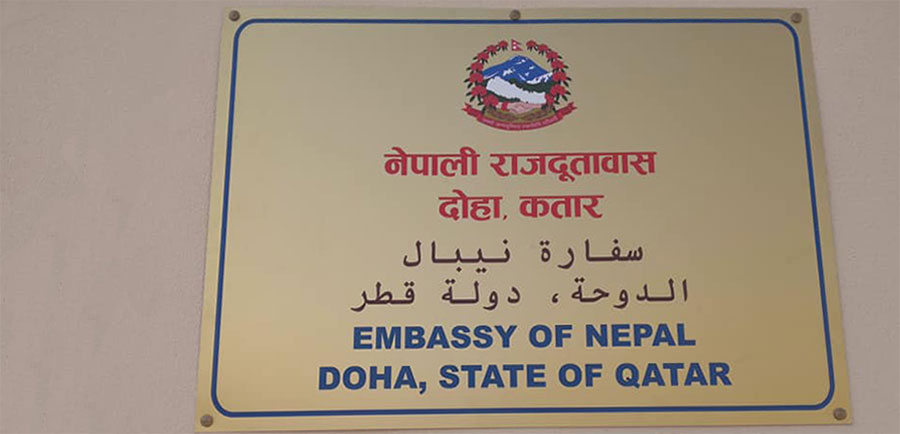 नेपाली राजदूतावास
दोहा, कतार
سفارة نيبال
الدوحة، دولة قطر
EMBASSY OF NEPAL
DOHA, STATE OF QATAR